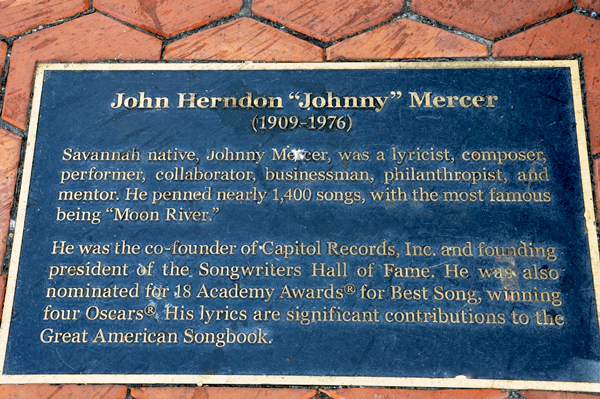 John Herndon “Johnny” Mercer
(1909-1976)
Savannah native, Johnny Mercer, was a lyricist, composer,
performer, collaborator, businessman, philanthropist, and
mentor. He penned nearly 1,400 songs, with the most famous
being “Moon River.”
He was the co-founder of Capitol Records, Inc. and founding
president of the Songwriters Hall of Fame. He was also
nominated for 18 Academy Awards® for Best Song, winning
four Oscars®. His lyrics are significant contributions to the
Great American Songbook.